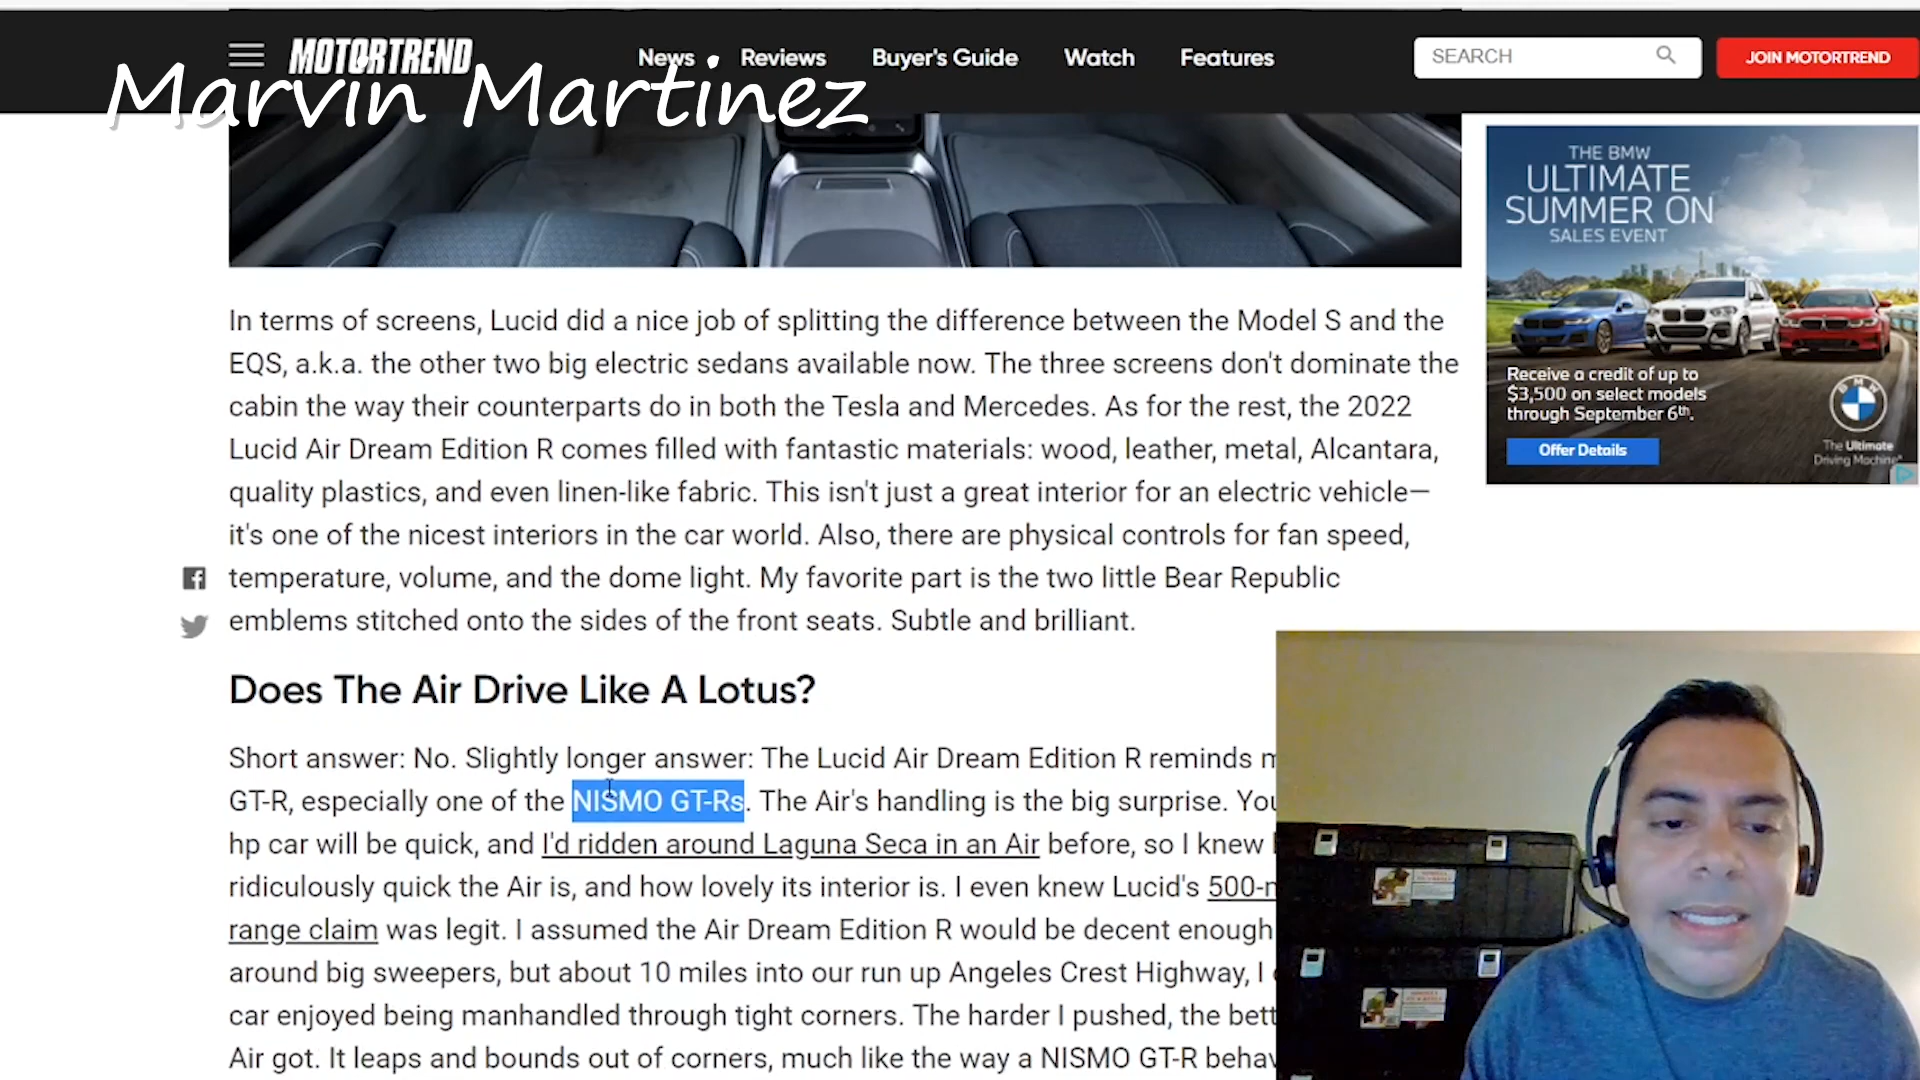 MOTORTREND
News Reviews Buyer's Guide Watch Features
SEARCH
JOIN MOTORTREND
Marvin Martinez
THE BMW
ULTIMATE
SUMMER ON
SALES EVENT
Receive a credit of up to
$3,500 on select models
through September 6th.
Offer Details
The Ultimate
Driving Machine
In terms of screens, Lucid did a nice job of splitting the difference between the Model S and the
EQS, a.k.a. the other two big electric sedans available now. The three screens don't dominate the
cabin the way their counterparts do in both the Tesla and Mercedes. As for the rest, the 2022
Lucid Air Dream Edition R comes filled with fantastic materials: wood, leather, metal, Alcantara,
quality plastics, and even linen-like fabric. This isn't just a great interior for an electric vehicle—
it's one of the nicest interiors in the car world. Also, there are physical controls for fan speed,
temperature, volume, and the dome light. My favorite part is the two little Bear Republic
emblems stitched onto the sides of the front seats. Subtle and brilliant.
Does The Air Drive Like A Lotus?
Short answer: No. Slightly longer answer: The Lucid Air Dream Edition R reminds
GT-R, especially one of the NISMO GT-Rs. The Air's handling is the big surprise. You
hp car will be quick, and I'd ridden around Laguna Seca in an Air before, so I knew
ridiculously quick the Air is, and how lovely its interior is. I even knew Lucid's 500-
range claim was legit. I assumed the Air Dream Edition R would be decent enough
around big sweepers, but about 10 miles into our run up Angeles Crest Highway, I
car enjoyed being manhandled through tight corners. The harder I pushed, the bett
Air got. It leaps and bounds out of corners, much like the way a NISMO GT-R behav